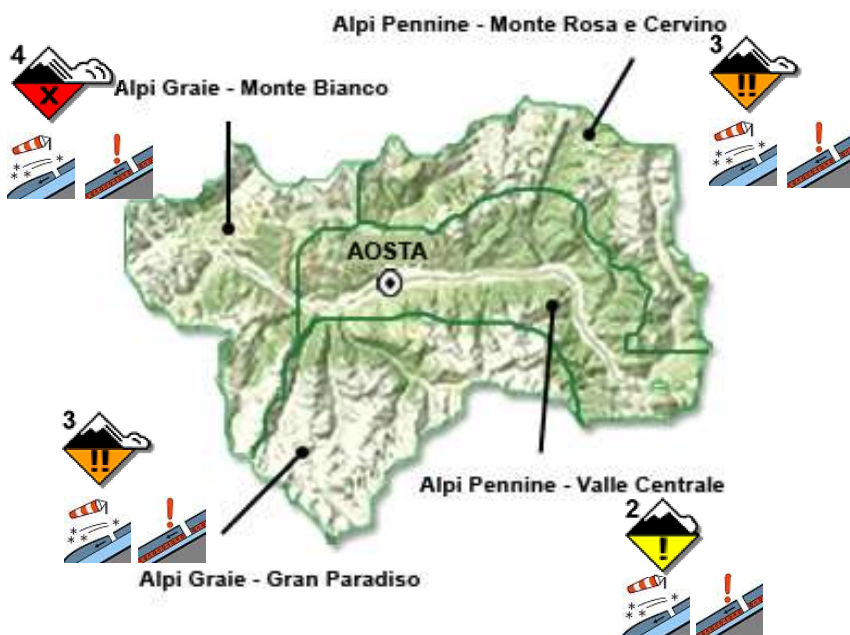 Alpi Pennine - Monte Rosa e Cervino
4
X
Alpi Graie - Monte Bianco
3
!!
!
!
AOSTA
3
!!
!
Alpi Pennine - Valle Centrale
2
!
!
Alpi Graie - Gran Paradiso